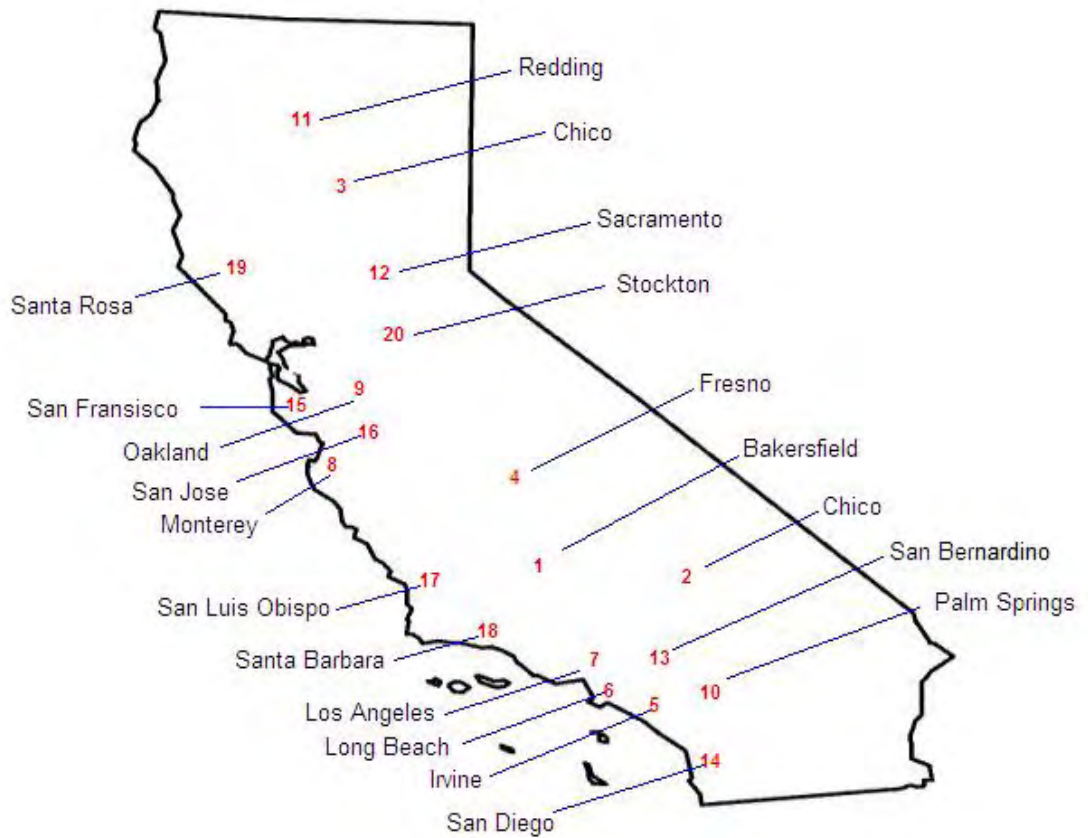 Redding
11
Chico
3
Sacramento
19
12
Stockton
Santa Rosa
20
Fresno
9
San Fransisco
15
Oakland
16
Bakersfield
8
4
San Jose
Monterey
Chico
San Bernardino
1
2
17
Palm Springs
San Luis Obispo
18
Santa Barbara
7
13
10
6
Los Angeles
5
Long Beach
Irvine
14
San Diego